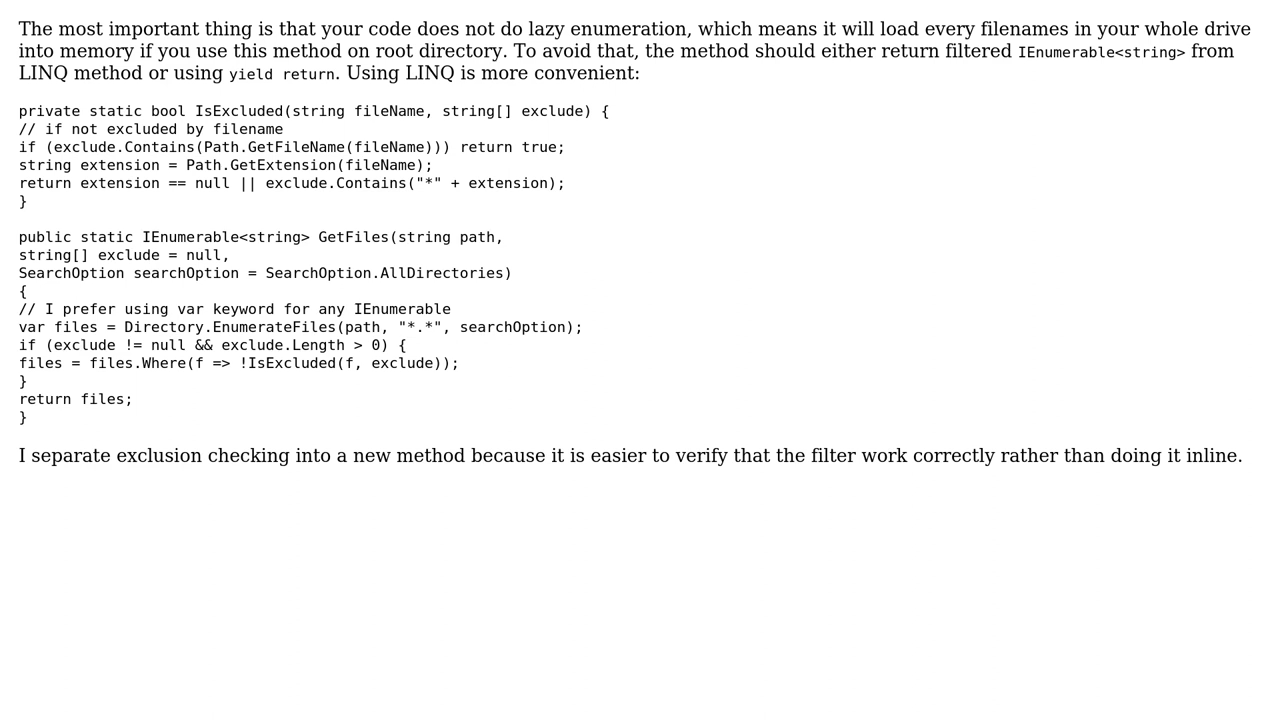 The most important thing is that your code does not do lazy enumeration, which means it will load every filenames in your whole drive
into memory if you use this method on root directory. To avoid that, the method should either return filtered IEnumerable<string> from
LINQ method or using yield return. Using LINQ is more convenient:
private static bool IsExcluded(string fileName, string[] exclude) {
// if not excluded by filename
if (exclude.Contains(Path.GetFileName(fileName))) return true;
string extension = Path.GetExtension(fileName);
return extension == null || exclude.Contains("*" + extension);
}
public static IEnumerable<string> GetFiles(string path,
string[] exclude = null,
SearchOption searchOption = SearchOption.AllDirectories)
{
// I prefer using var keyword for any IEnumerable
var files = Directory.EnumerateFiles(path, "*.*", searchOption);
if (exclude != null && exclude.Length > 0) {
files = files.Where(f => !IsExcluded(f, exclude));
}
return files;
}
I separate exclusion checking into a new method because it is easier to verify that the filter work correctly rather than doing it inline.